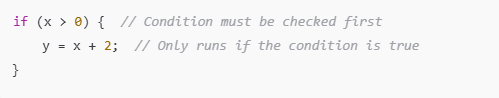 if (x > 0) {  // Condition must be checked first
    y = x + 2;  // Only runs if the condition is true
}